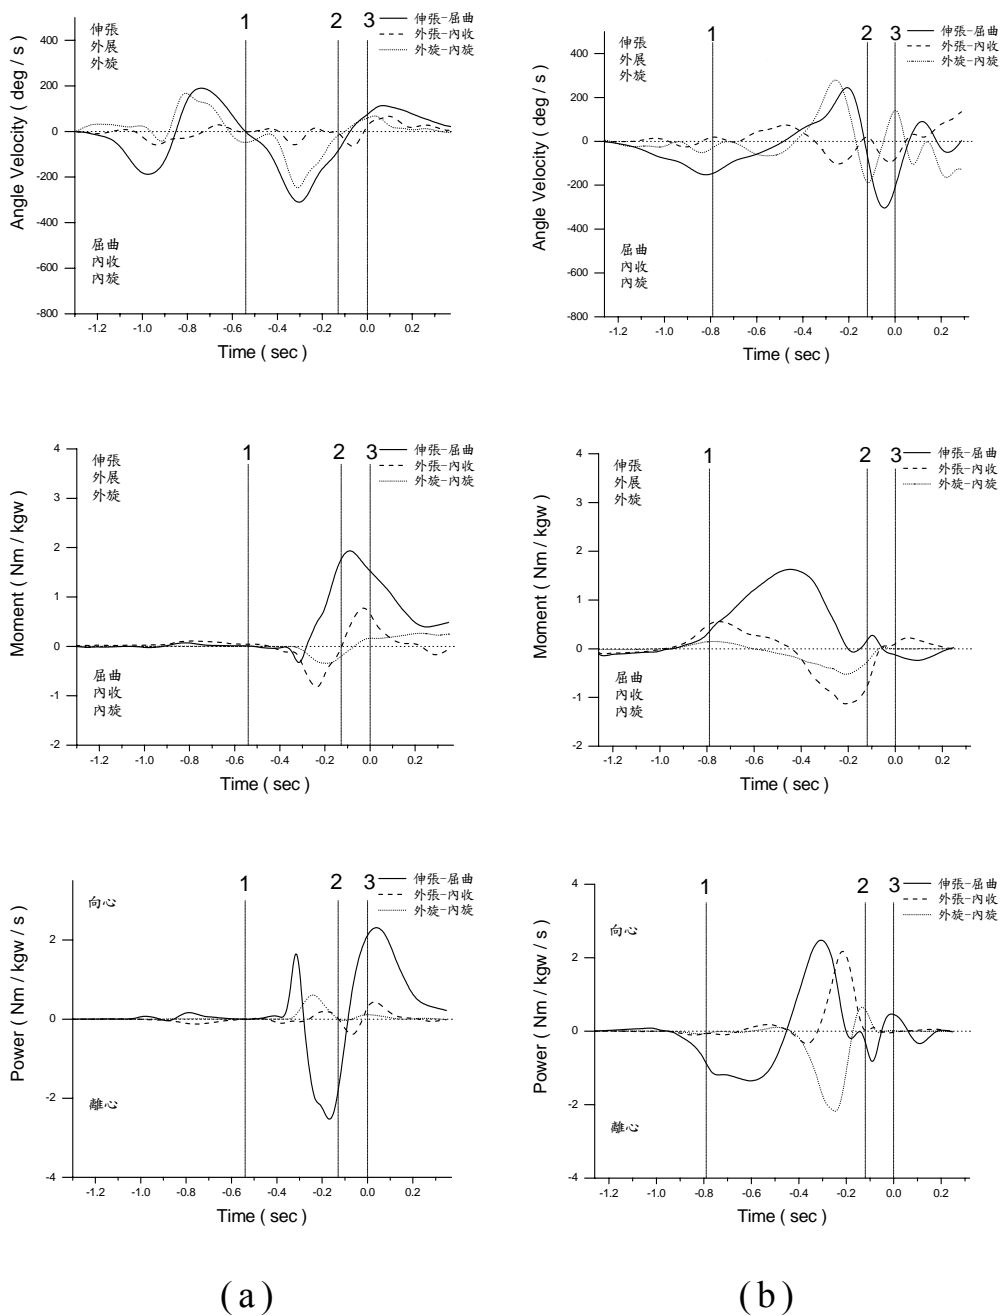 1
2
3
伸張-屈曲
外張-內收
外旋-內旋
伸張
外展
外旋
屈曲
內收
內旋
400
200
0
-200
-400
-600
-800
Angle Velocity ( deg / s )
-1.2 -1.0 -0.8 -0.6 -0.4 -0.2 0.0 0.2
Time ( sec )
1
2
3
伸張-屈曲
外張-內收
外旋-內旋
伸張
外展
外旋
屈曲
內收
內旋
400
200
0
-200
-400
-600
-800
Angle Velocity ( deg / s )
-1.2 -1.0 -0.8 -0.6 -0.4 -0.2 0.0 0.2
Time ( sec )
1
2
3
伸張-屈曲
外張-內收
外旋-內旋
伸張
外展
外旋
屈曲
內收
內旋
4
3
2
1
0
-1
-2
Moment ( Nm / kgw )
-1.2 -1.0 -0.8 -0.6 -0.4 -0.2 0.0 0.2
Time ( sec )
1
2
3
伸張-屈曲
外張-內收
外旋-內旋
伸張
外展
外旋
屈曲
內收
內旋
4
3
2
1
0
-1
-2
Moment ( Nm / kgw )
-1.2 -1.0 -0.8 -0.6 -0.4 -0.2 0.0 0.2
Time ( sec )
1
2
3
伸張-屈曲
外張-內收
外旋-內旋
向心
離心
2
0
-2
-4
Power ( Nm / kgw / s )
-1.2 -1.0 -0.8 -0.6 -0.4 -0.2 0.0 0.2
Time ( sec )
1
2
3
伸張-屈曲
外張-內收
外旋-內旋
向心
離心
4
2
0
-2
-4
Power ( Nm / kgw / s )
-1.2 -1.0 -0.8 -0.6 -0.4 -0.2 0.0 0.2
Time ( sec )
(a)
(b)